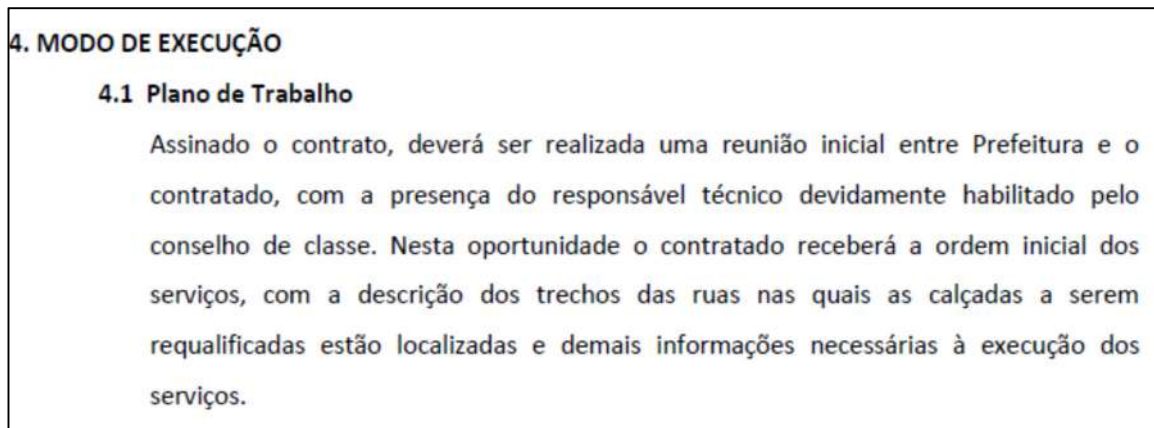 4. MODO DE EXECUÇÃO
4.1 Plano de Trabalho
Assinado o contrato, deverá ser realizada uma reunião inicial entre Prefeitura e o
contratado, com a presença do responsável técnico devidamente habilitado pelo
conselho de classe. Nesta oportunidade o contratado receberá a ordem inicial dos
serviços, com a descrição dos trechos das ruas nas quais as calçadas a serem
requalificadas estão localizadas e demais informações necessárias à execução dos
serviços.